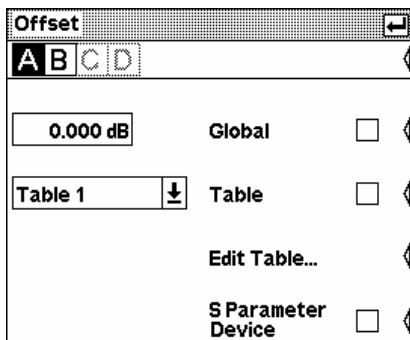 Offset
A B C D
0.000 dB Global
Table 1 Table
Edit Table...
S Parameter
Device